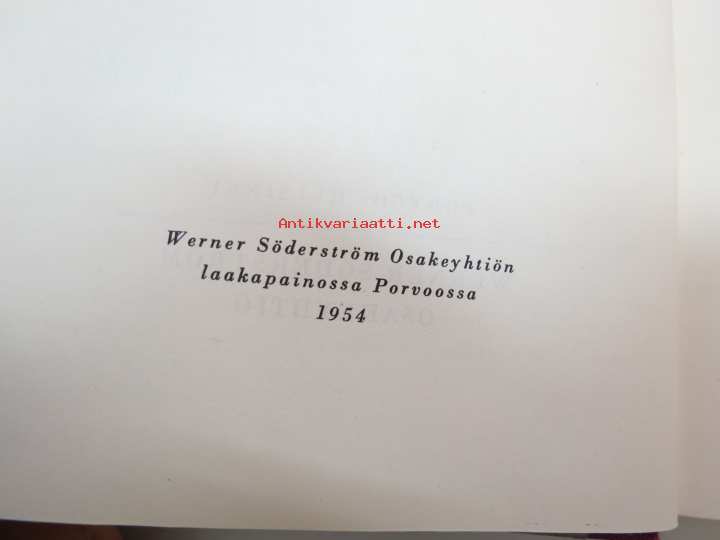 Antikvariaatti.net
Werner Söderström Osakeyhtiön
laakapainossa Porvoossa
1954